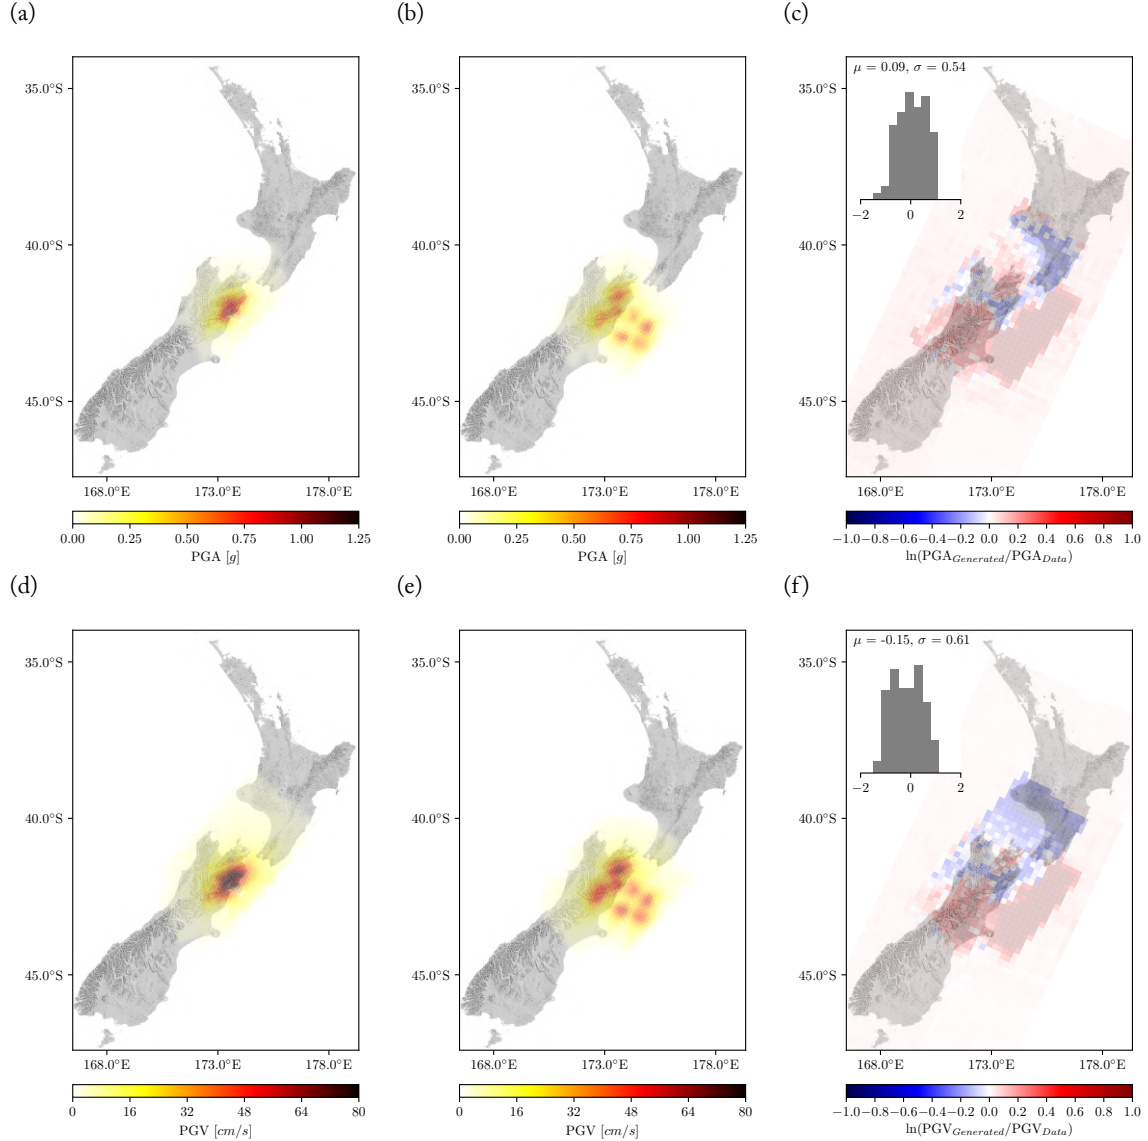 (a)
(b)
(c)
35.0°S
40.0°S
45.0°S
168.0°E 173.0°E 178.0°E
0.00 0.25 0.50 0.75 1.00 1.25
PGA [g]
168.0°E 173.0°E 178.0°E
0.00 0.25 0.50 0.75 1.00 1.25
PGA [g]
μ = 0.09, σ = 0.54
−2 0 2
35.0°S
40.0°S
45.0°S
168.0°E 173.0°E 178.0°E
−1.0 −0.8 −0.6 −0.4 −0.2 0.0 0.2 0.4 0.6 0.8 1.0
ln(PGA_Generated/PGA_Data)
(d)
(e)
(f)
35.0°S
40.0°S
45.0°S
168.0°E 173.0°E 178.0°E
0 16 32 48 64 80
PGV [cm/s]
35.0°S
40.0°S
45.0°S
168.0°E 173.0°E 178.0°E
0 16 32 48 64 80
PGV [cm/s]
μ = -0.15, σ = 0.61
−2 0 2
35.0°S
40.0°S
45.0°S
168.0°E 173.0°E 178.0°E
−1.0 −0.8 −0.6 −0.4 −0.2 0.0 0.2 0.4 0.6 0.8 1.0
ln(PGV_Generated/PGV_Data)